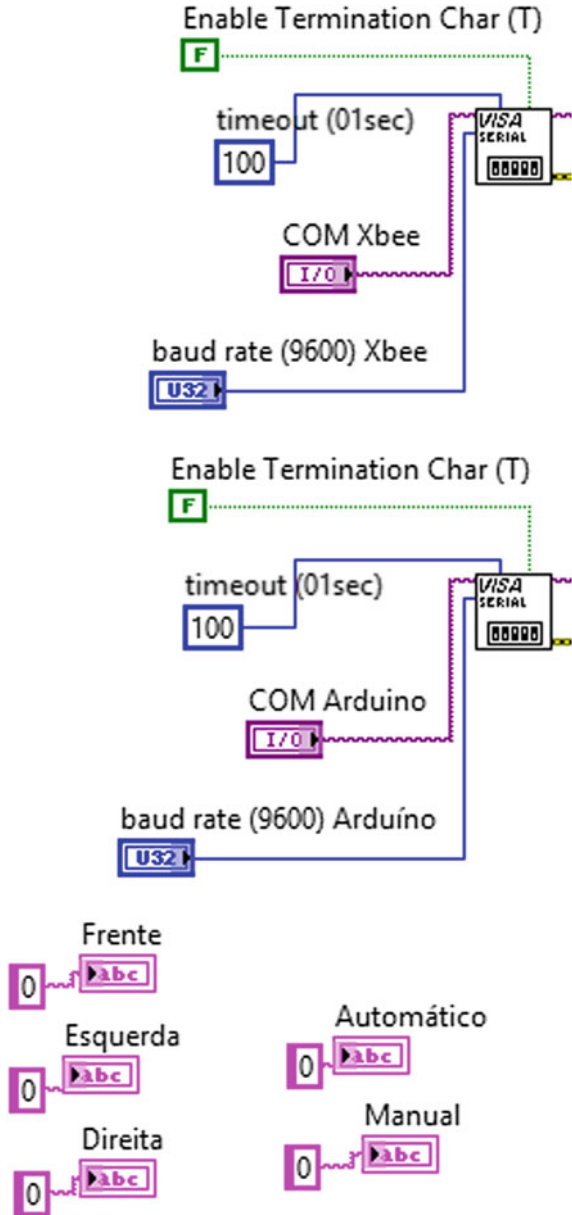 Enable Termination Char (T)
F
timeout (01sec)
100
VISA
SERIAL
COM Xbee
I/O
baud rate (9600) Xbee
U32
Enable Termination Char (T)
F
timeout (01sec)
100
VISA
SERIAL
COM Arduino
I/O
baud rate (9600) Arduíno
U32
Frente
0 abc
Automático
0 abc
Esquerda
0 abc
Manual
0 abc
Direita
0 abc